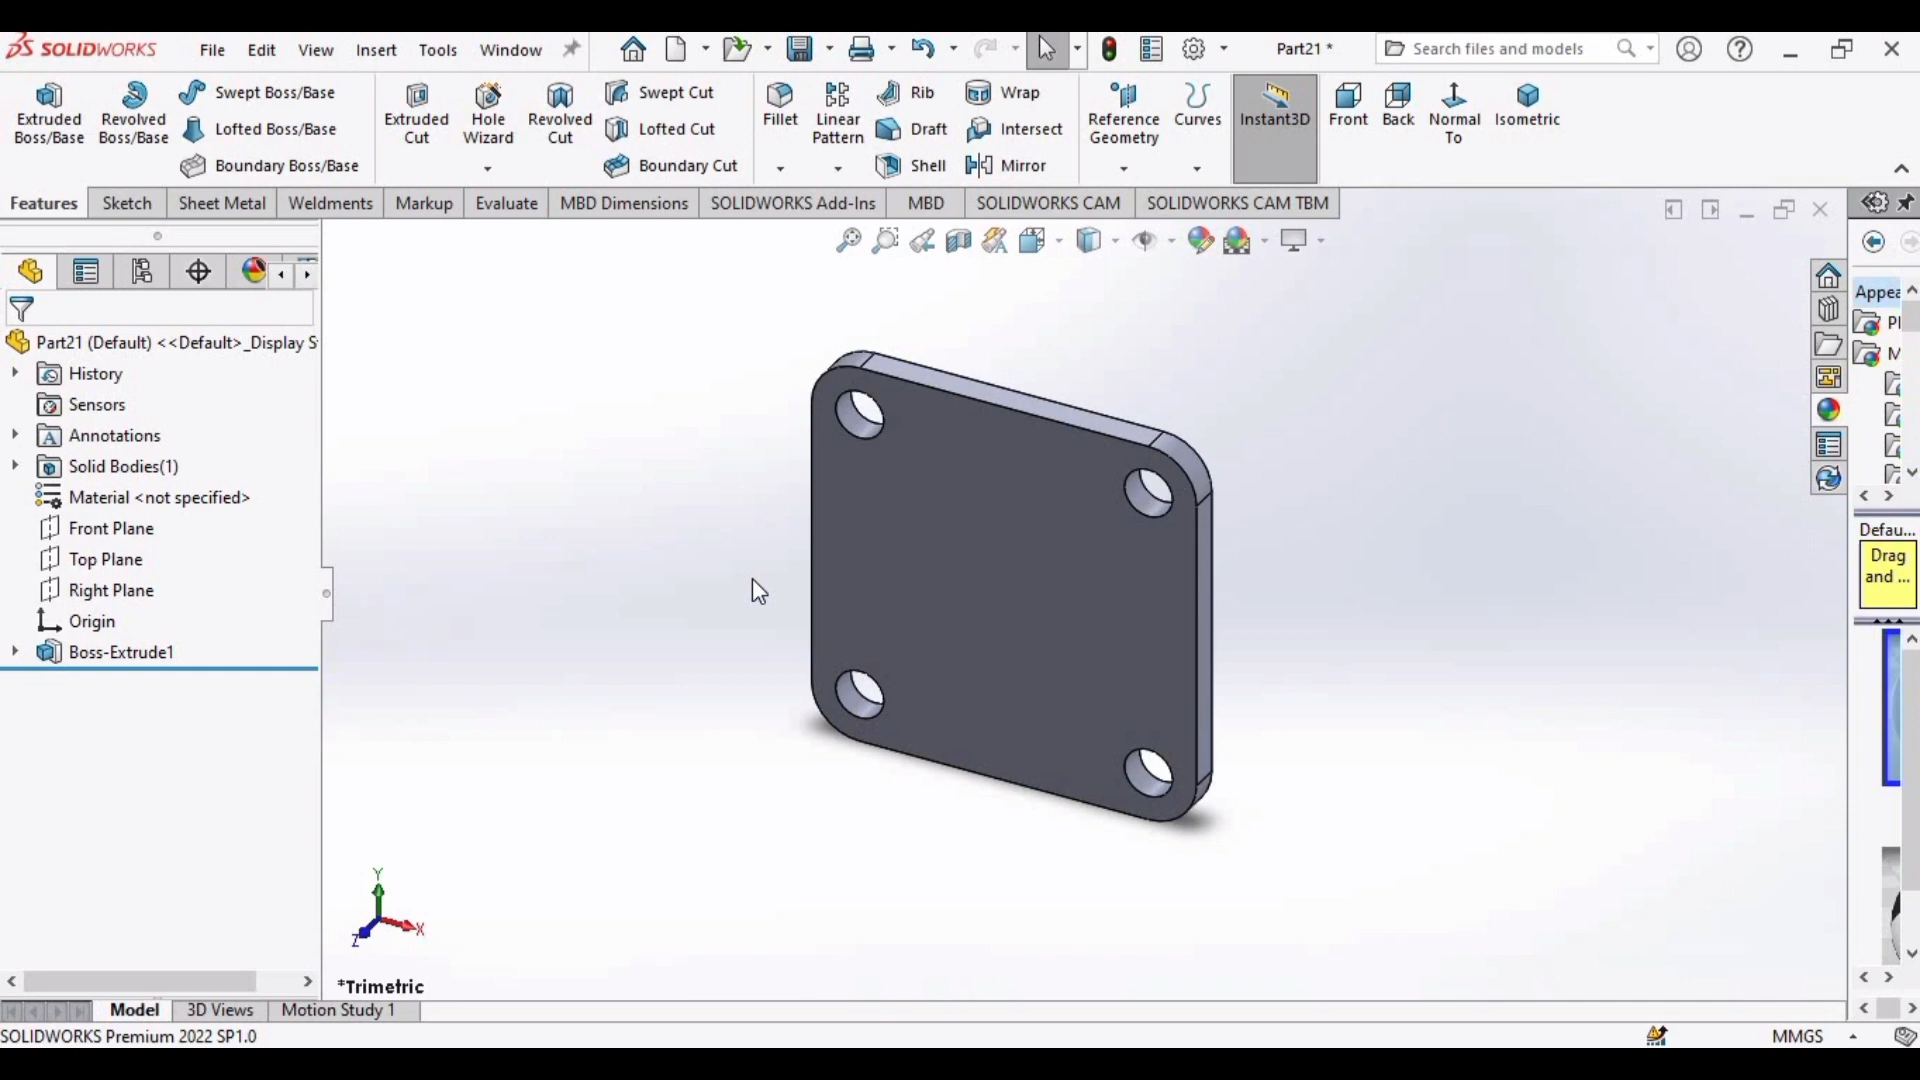 SOLIDWORKS File Edit View Insert Tools Window Part21 * Search files and models
Extruded Boss/Base
Revolved Boss/Base
Swept Boss/Base
Lofted Boss/Base
Boundary Boss/Base
Extruded Cut
Hole Wizard
Revolved Cut
Swept Cut
Lofted Cut
Boundary Cut
Fillet
Linear Pattern
Rib
Draft
Shell
Wrap
Intersect
Mirror
Reference Geometry
Curves
Instant3D
Front
Back
Normal To
Isometric
Features Sketch Sheet Metal Weldments Markup Evaluate MBD Dimensions SOLIDWORKS Add-Ins MBD SOLIDWORKS CAM SOLIDWORKS CAM TBM
Part21 (Default) <<Default>_Display S
History
Sensors
Annotations
Solid Bodies(1)
Material <not specified>
Front Plane
Top Plane
Right Plane
Origin
Boss-Extrude1
Appea
Pl
M
Defau...
Drag
and ...
Y
X
Z
*Trimetric
Model 3D Views Motion Study 1
SOLIDWORKS Premium 2022 SP1.0 MMGS